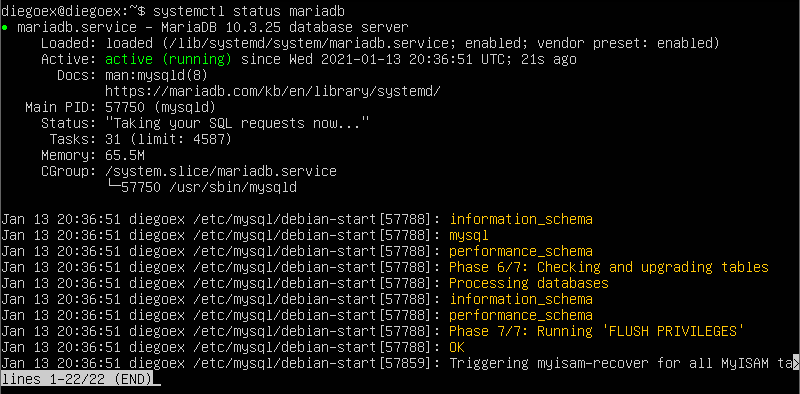 diegoex@diegoex:~$ systemctl status mariadb
● mariadb.service - MariaDB 10.3.25 database server
Loaded: loaded (/lib/systemd/system/mariadb.service; enabled; vendor preset: enabled)
Active: active (running) since Wed 2021-01-13 20:36:51 UTC; 21s ago
Docs: man:mysqld(8)
https://mariadb.com/kb/en/library/systemd/
Main PID: 57750 (mysqld)
Status: "Taking your SQL requests now..."
Tasks: 31 (limit: 4587)
Memory: 65.5M
CGroup: /system.slice/mariadb.service
└─57750 /usr/sbin/mysqld
Jan 13 20:36:51 diegoex /etc/mysql/debian-start[57788]: information_schema
Jan 13 20:36:51 diegoex /etc/mysql/debian-start[57788]: mysql
Jan 13 20:36:51 diegoex /etc/mysql/debian-start[57788]: performance_schema
Jan 13 20:36:51 diegoex /etc/mysql/debian-start[57788]: Phase 6/7: Checking and upgrading tables
Jan 13 20:36:51 diegoex /etc/mysql/debian-start[57788]: Processing databases
Jan 13 20:36:51 diegoex /etc/mysql/debian-start[57788]: information_schema
Jan 13 20:36:51 diegoex /etc/mysql/debian-start[57788]: performance_schema
Jan 13 20:36:51 diegoex /etc/mysql/debian-start[57788]: Phase 7/7: Running 'FLUSH PRIVILEGES'
Jan 13 20:36:51 diegoex /etc/mysql/debian-start[57788]: OK
Jan 13 20:36:51 diegoex /etc/mysql/debian-start[57859]: Triggering myisam-recover for all MyISAM ta>
lines 1-22/22 (END)